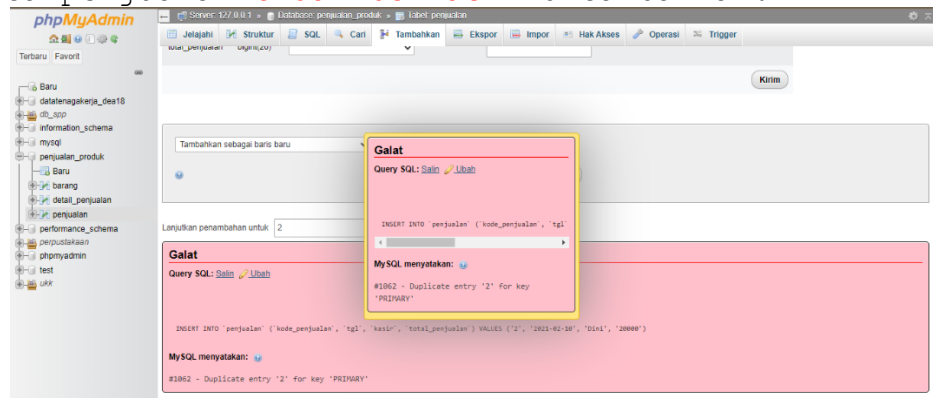 phpMyAdmin
Terbaru Favorit
Baru
datatenagakerja_dea18
db_spp
information_schema
mysql
penjualan_produk
Baru
barang
detail_penjualan
penjualan
performance_schema
perpustakaan
phpmyadmin
test
ukk
Server: 127.0.0.1 » Database: penjualan_produk » Tabel: penjualan
Jelajahi Struktur SQL Cari Tambahkan Ekspor Impor Hak Akses Operasi Trigger
total_penjualan bigint(20)
Kirim
Tambahkan sebagai baris baru
Lanjutkan penambahan untuk 2
Galat
Query SQL: Salin Ubah
INSERT INTO `penjualan` (`kode_penjualan`, `tgl`
MySQL menyatakan:
#1062 - Duplicate entry '2' for key
'PRIMARY'
Galat
Query SQL: Salin Ubah
INSERT INTO `penjualan` (`kode_penjualan`, `tgl`, `kasir`, `total_penjualan`) VALUES ('2', '2021-02-10', 'Dini', '20000')
MySQL menyatakan:
#1062 - Duplicate entry '2' for key 'PRIMARY'